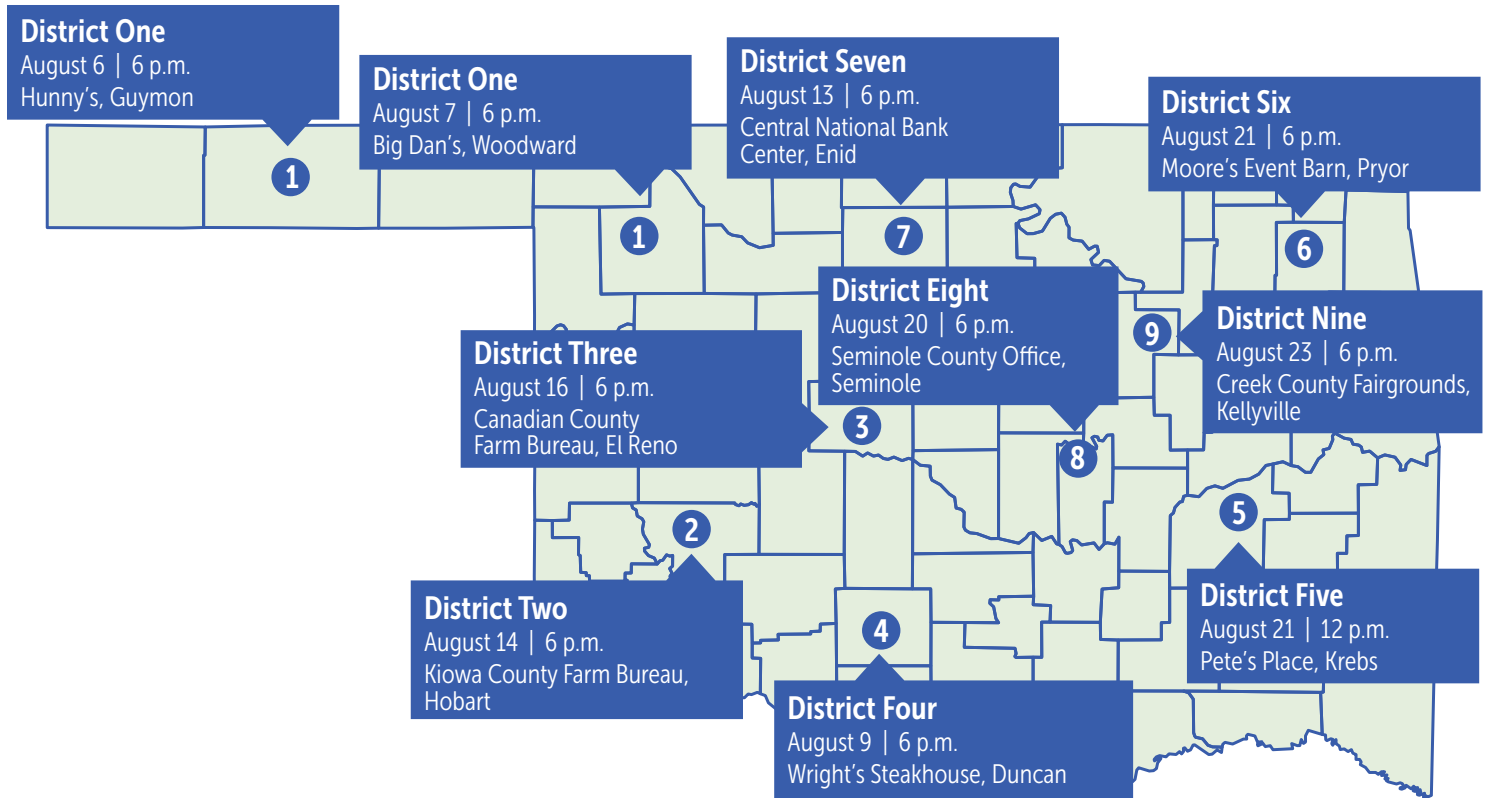 District One
August 6 | 6 p.m.
Hunny's, Guymon
1
District One
August 7 | 6 p.m.
Big Dan's, Woodward
1
District Seven
August 13 | 6 p.m.
Central National Bank
Center, Enid
7
District Six
August 21 | 6 p.m.
Moore's Event Barn, Pryor
6
District Three
August 16 | 6 p.m.
Canadian County
Farm Bureau, El Reno
3
District Eight
August 20 | 6 p.m.
Seminole County Office,
Seminole
8
District Nine
August 23 | 6 p.m.
Creek County Fairgrounds,
Kellyville
9
2
District Two
August 14 | 6 p.m.
Kiowa County Farm Bureau,
Hobart
4
District Four
August 9 | 6 p.m.
Wright's Steakhouse, Duncan
5
District Five
August 21 | 12 p.m.
Pete's Place, Krebs